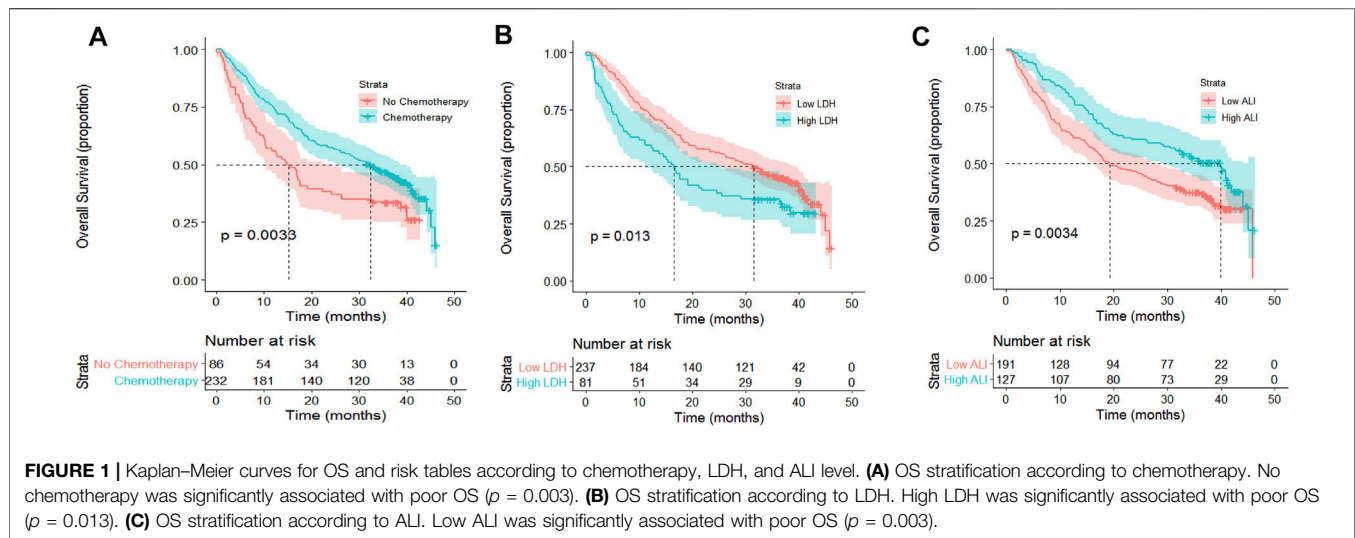 A
Overall Survival (proportion)
1.00
0.75
0.50
0.25
0.00
Strata
No Chemotherapy
Chemotherapy
p = 0.0033
0 10 20 30 40 50
Time (months)
Number at risk
Strata
No Chemotherapy 86 54 34 30 13 0
Chemotherapy 232 181 140 120 38 0
0 10 20 30 40 50
Time (months)
B
Overall Survival (proportion)
1.00
0.75
0.50
0.25
0.00
Strata
Low LDH
High LDH
p = 0.013
0 10 20 30 40 50
Time (months)
Number at risk
Strata
Low LDH 237 184 140 121 42 0
High LDH 81 51 34 29 9 0
0 10 20 30 40 50
Time (months)
C
Overall Survival (proportion)
1.00
0.75
0.50
0.25
0.00
Strata
Low ALI
High ALI
p = 0.0034
0 10 20 30 40 50
Time (months)
Number at risk
Strata
Low ALI 191 128 94 77 22 0
High ALI 127 107 80 73 29 0
0 10 20 30 40 50
Time (months)
FIGURE 1 | Kaplan–Meier curves for OS and risk tables according to chemotherapy, LDH, and ALI level. (A) OS stratification according to chemotherapy. No
chemotherapy was significantly associated with poor OS (p = 0.003). (B) OS stratification according to LDH. High LDH was significantly associated with poor OS
(p = 0.013). (C) OS stratification according to ALI. Low ALI was significantly associated with poor OS (p = 0.003).